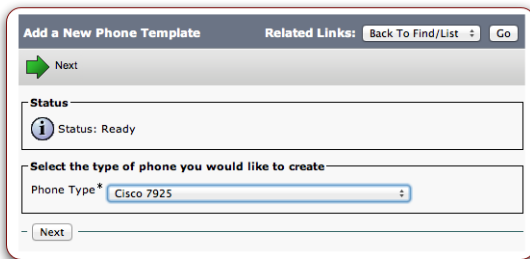 Add a New Phone Template Related Links: Back To Find/List Go
Next
Status
Status: Ready
Select the type of phone you would like to create
Phone Type* Cisco 7925
Next